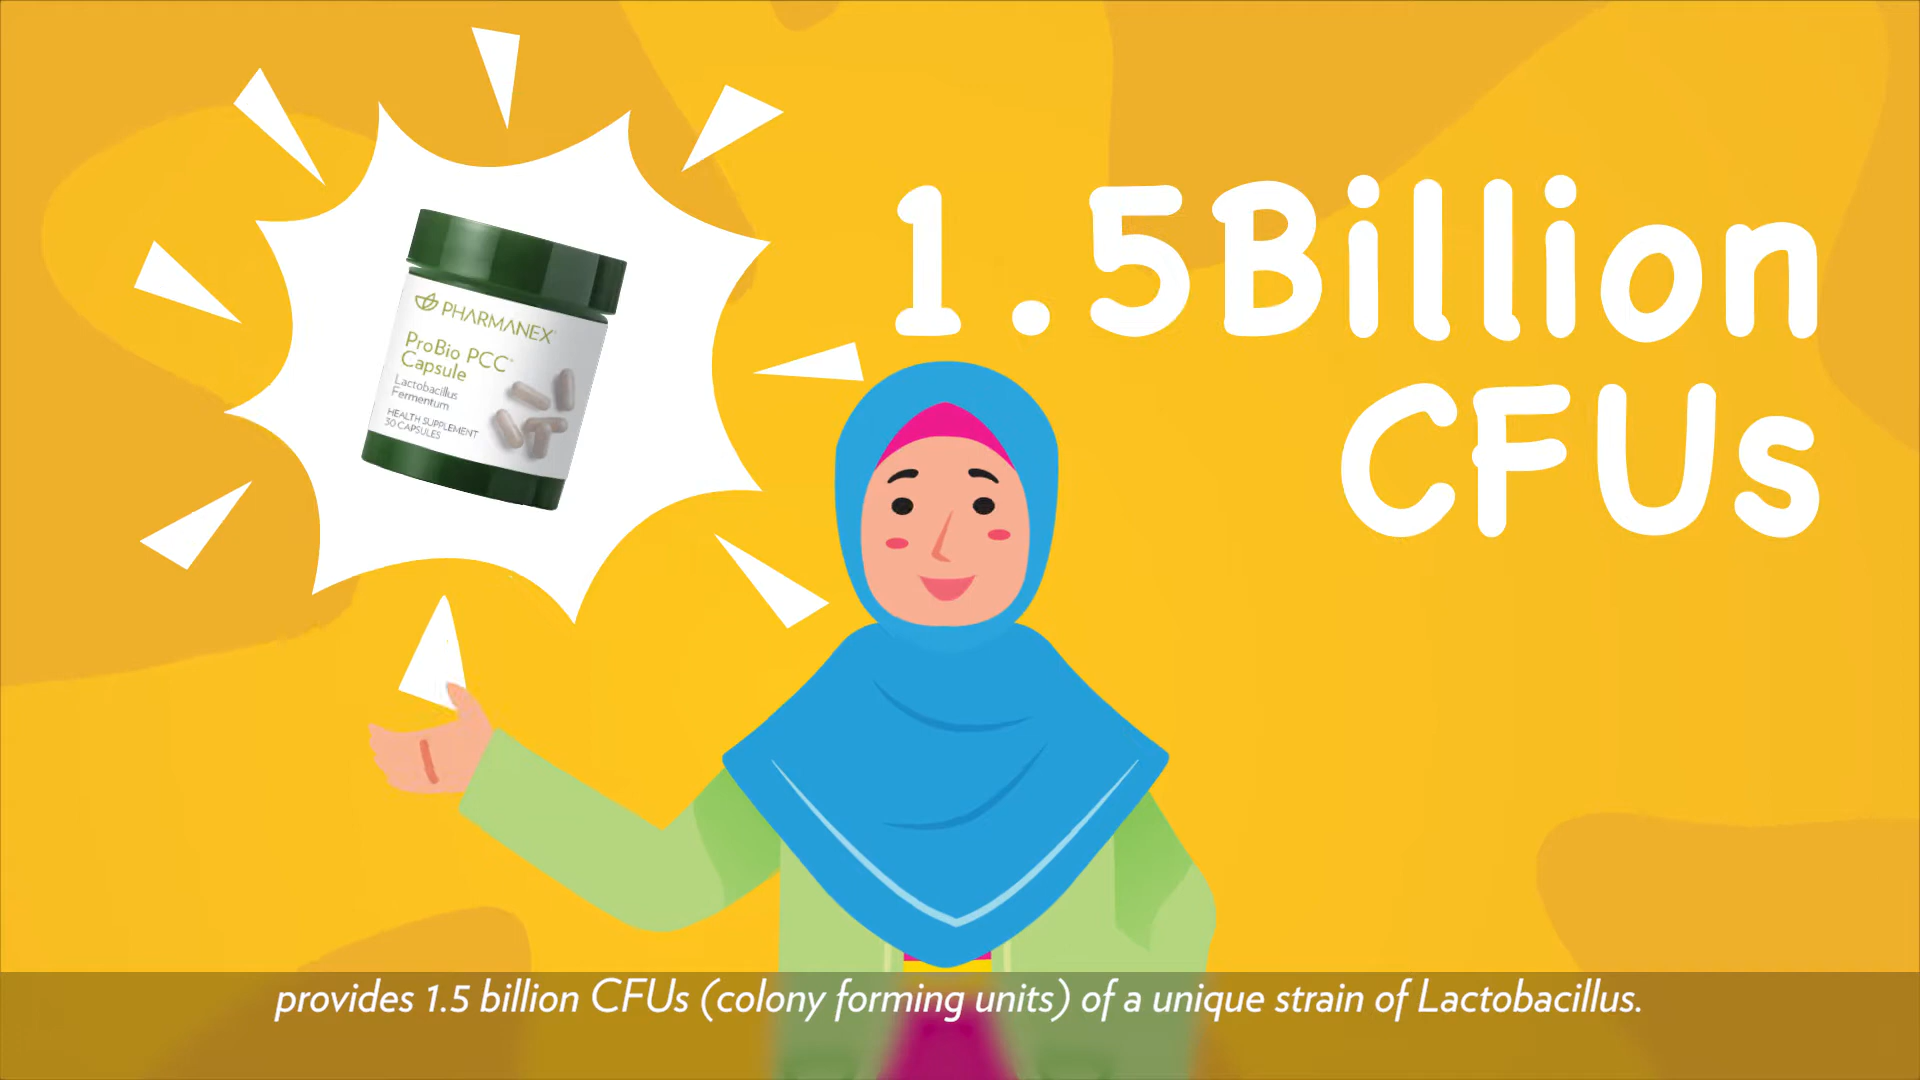 1.5Billion
CFUs
PHARMANEX®
ProBio PCC®
Capsule
Lactobacillus
Fermentum
HEALTH SUPPLEMENT
30 CAPSULES
provides 1.5 billion CFUs (colony forming units) of a unique strain of Lactobacillus.